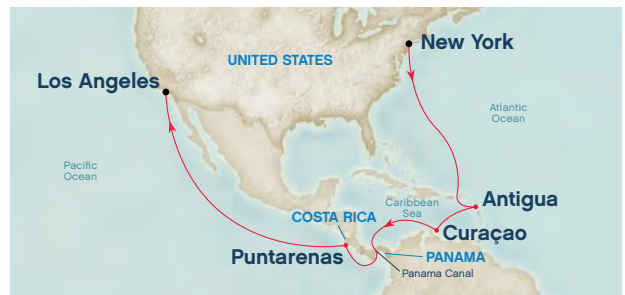 New York
UNITED STATES
Los Angeles
Atlantic
Ocean
Pacific
Ocean
Antigua
Caribbean
Sea
COSTA RICA
Curaçao
Puntarenas
PANAMA
Panama Canal